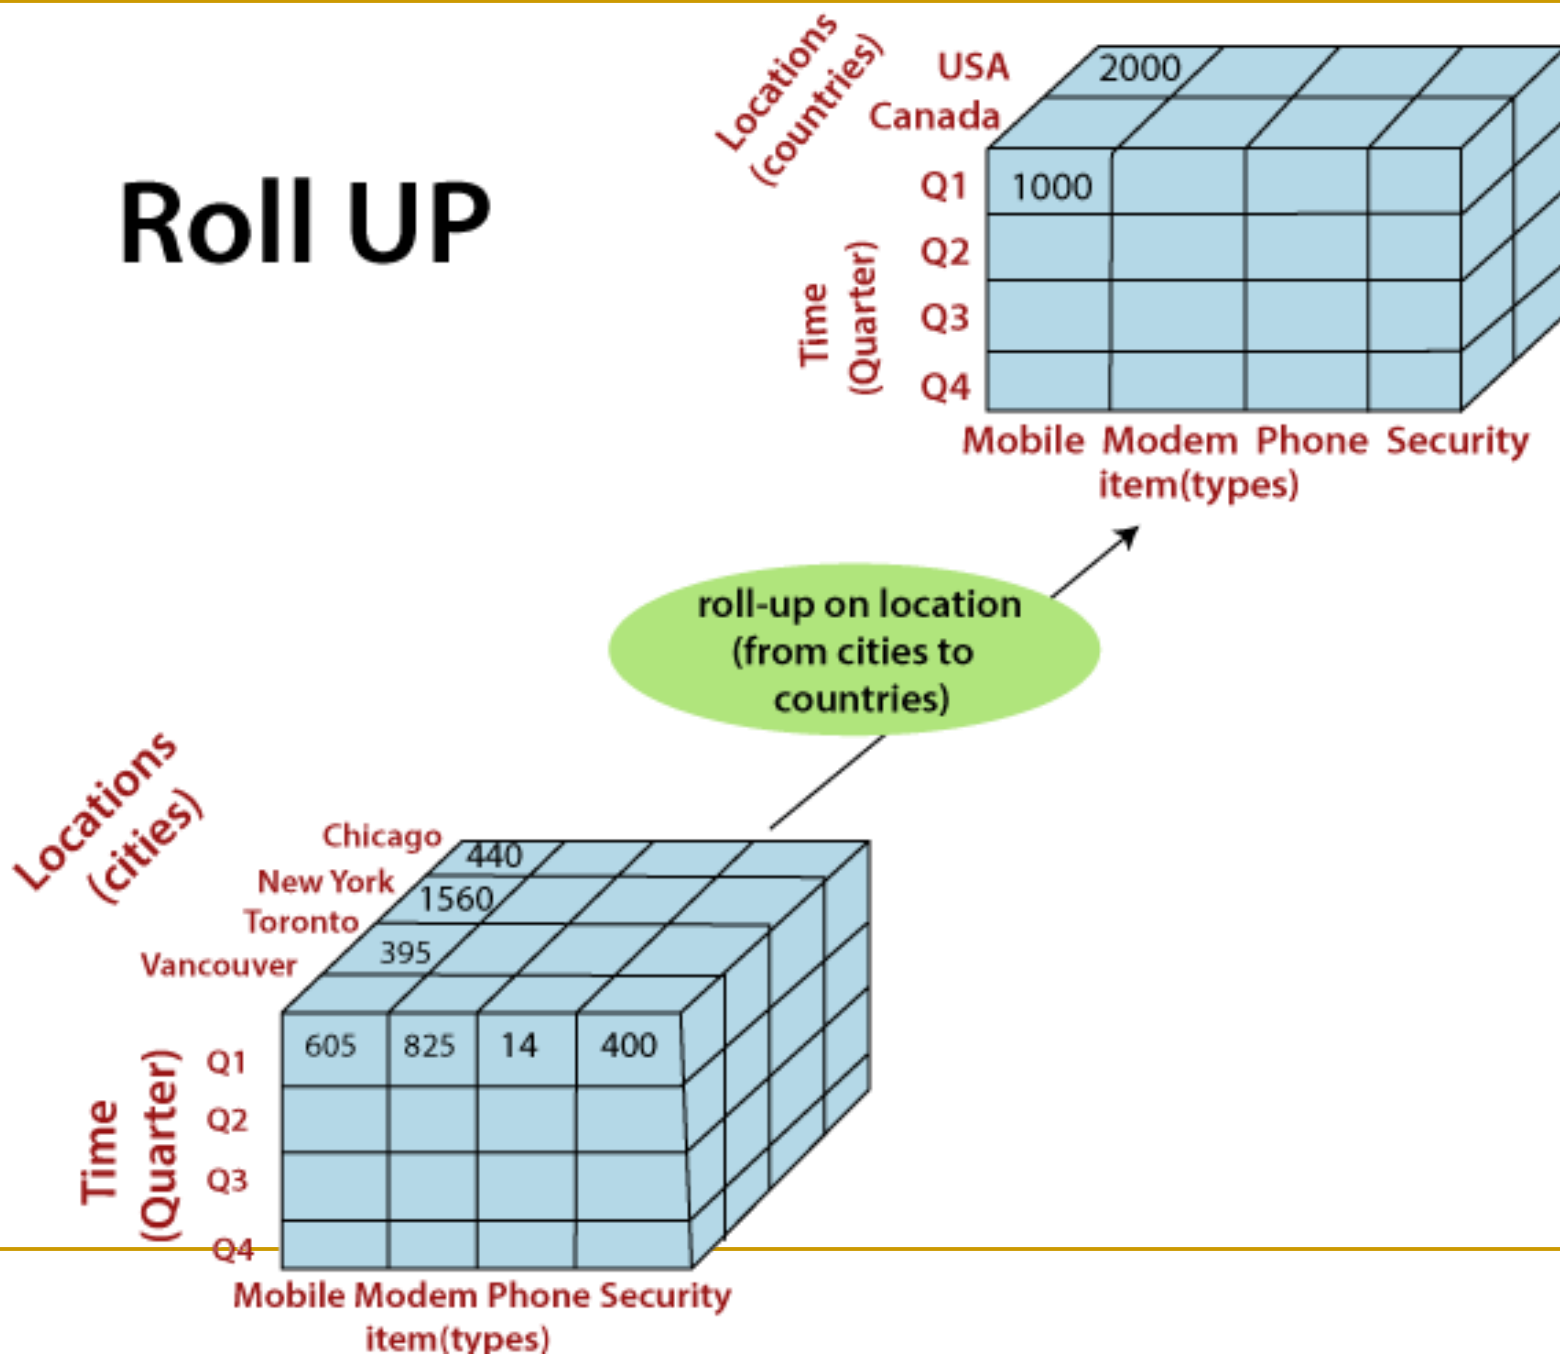 Roll UP
Locations
(countries)
USA
Canada
2000
Q1
Q2
Q3
Q4
1000
Time
(Quarter)
Mobile Modem Phone Security
item(types)
roll-up on location
(from cities to
countries)
Locations
(cities)
Chicago
New York
Toronto
Vancouver
440
1560
395
605 825 14 400
Q1
Q2
Q3
Q4
Time
(Quarter)
Mobile Modem Phone Security
item(types)